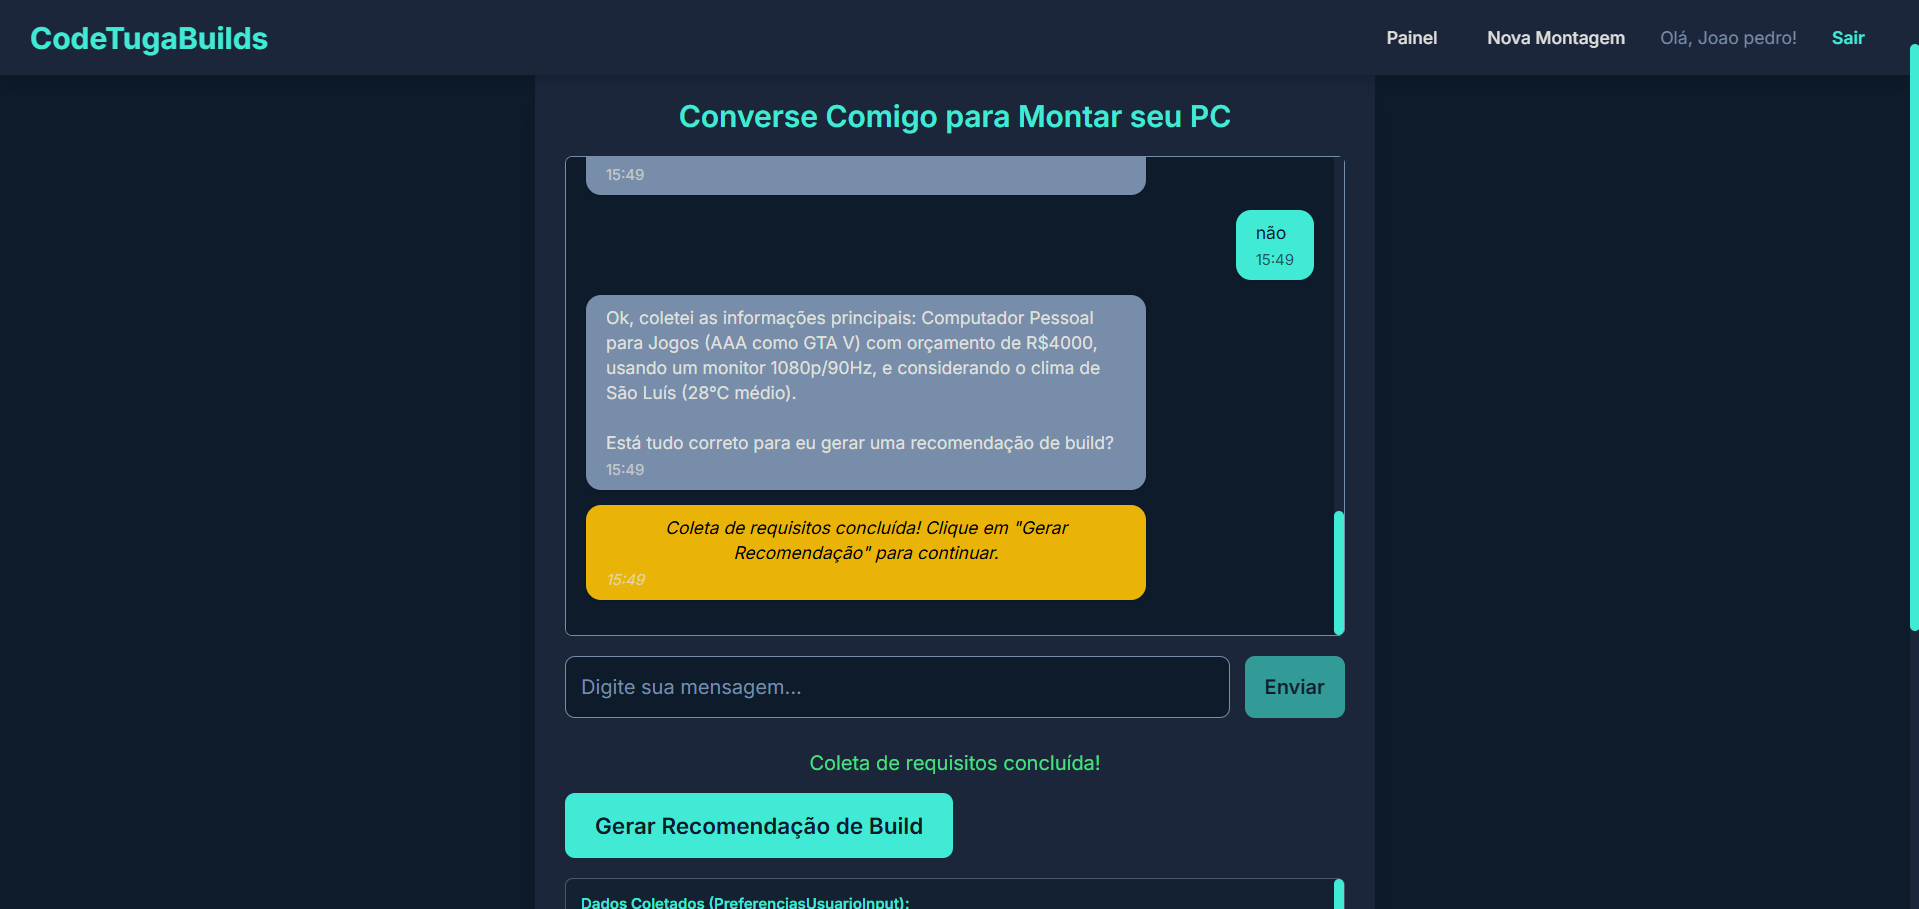 CodeTugaBuilds
Painel
Nova Montagem
Olá, Joao pedro!
Sair
Converse Comigo para Montar seu PC
15:49
não
15:49
Ok, coletei as informações principais: Computador Pessoal
para Jogos (AAA como GTA V) com orçamento de R$4000,
usando um monitor 1080p/90Hz, e considerando o clima de
São Luís (28°C médio).
Está tudo correto para eu gerar uma recomendação de build?
15:49
Coleta de requisitos concluída! Clique em "Gerar
Recomendação" para continuar.
15:49
Digite sua mensagem...
Enviar
Coleta de requisitos concluída!
Gerar Recomendação de Build
Dados Coletados (PreferenciasUsuarioInput):